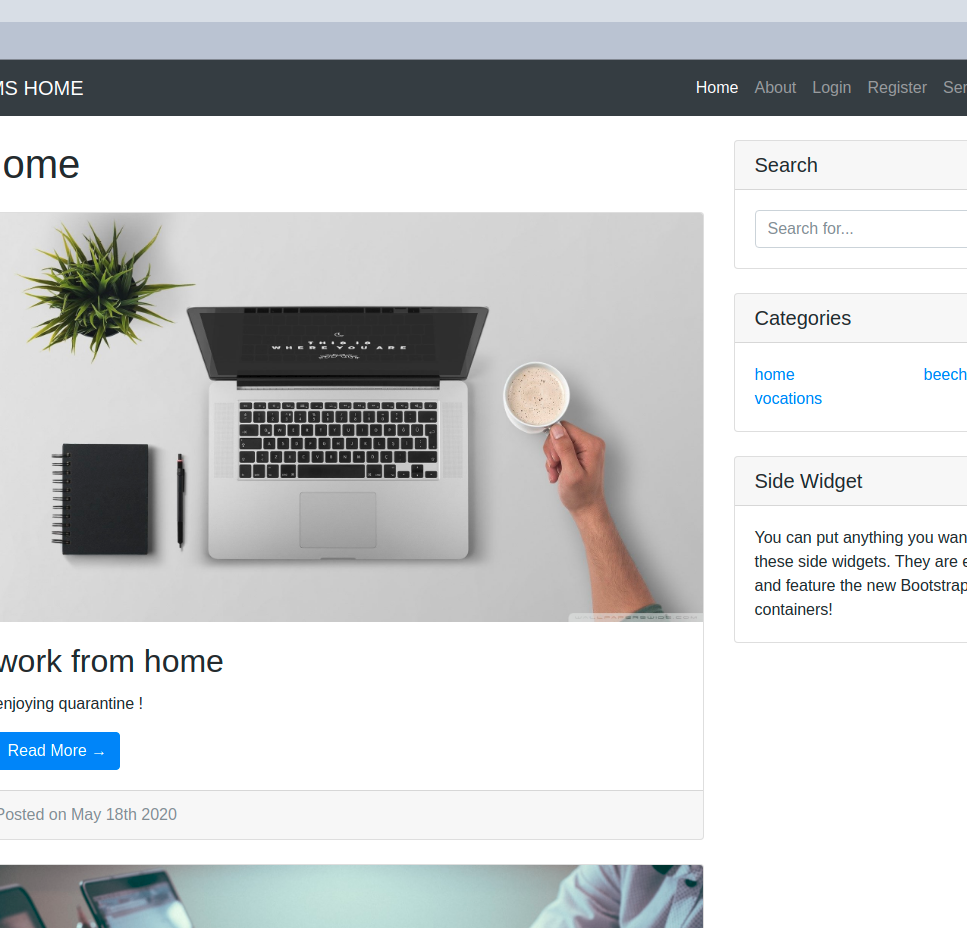 MS HOME
Home About Login Register Ser
ome
THIS IS
WHERE YOU ARE
work from home
enjoying quarantine !
Read More →
Posted on May 18th 2020
Search
Search for...
Categories
home beech
vocations
Side Widget
You can put anything you wan
these side widgets. They are e
and feature the new Bootstrap
containers!